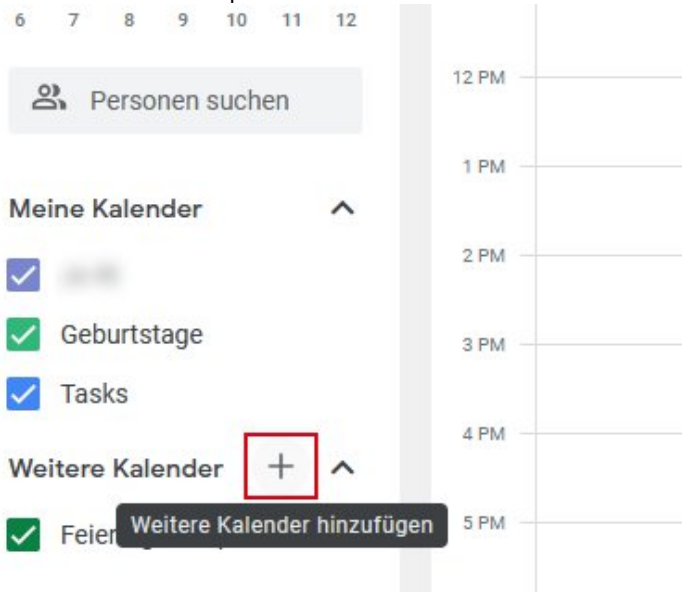 6 7 8 9 10 11 12
Personen suchen
Meine Kalender
Geburtstage
Tasks
Weitere Kalender
Weitere Kalender hinzufügen
12 PM
1 PM
2 PM
3 PM
4 PM
5 PM